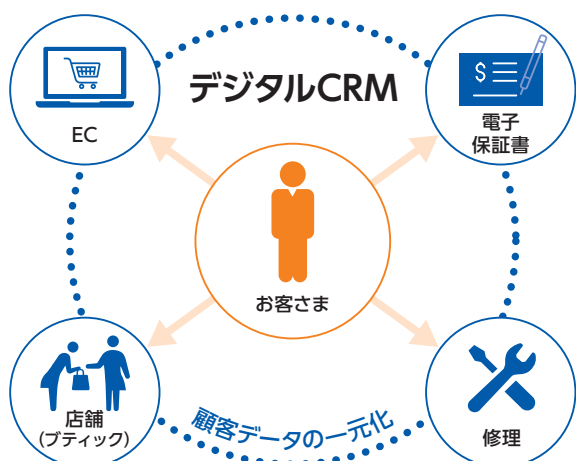 デジタルCRM
EC
$
電子
保証書
お客さま
店舗
(ブティック)
顧客データの一元化
修理